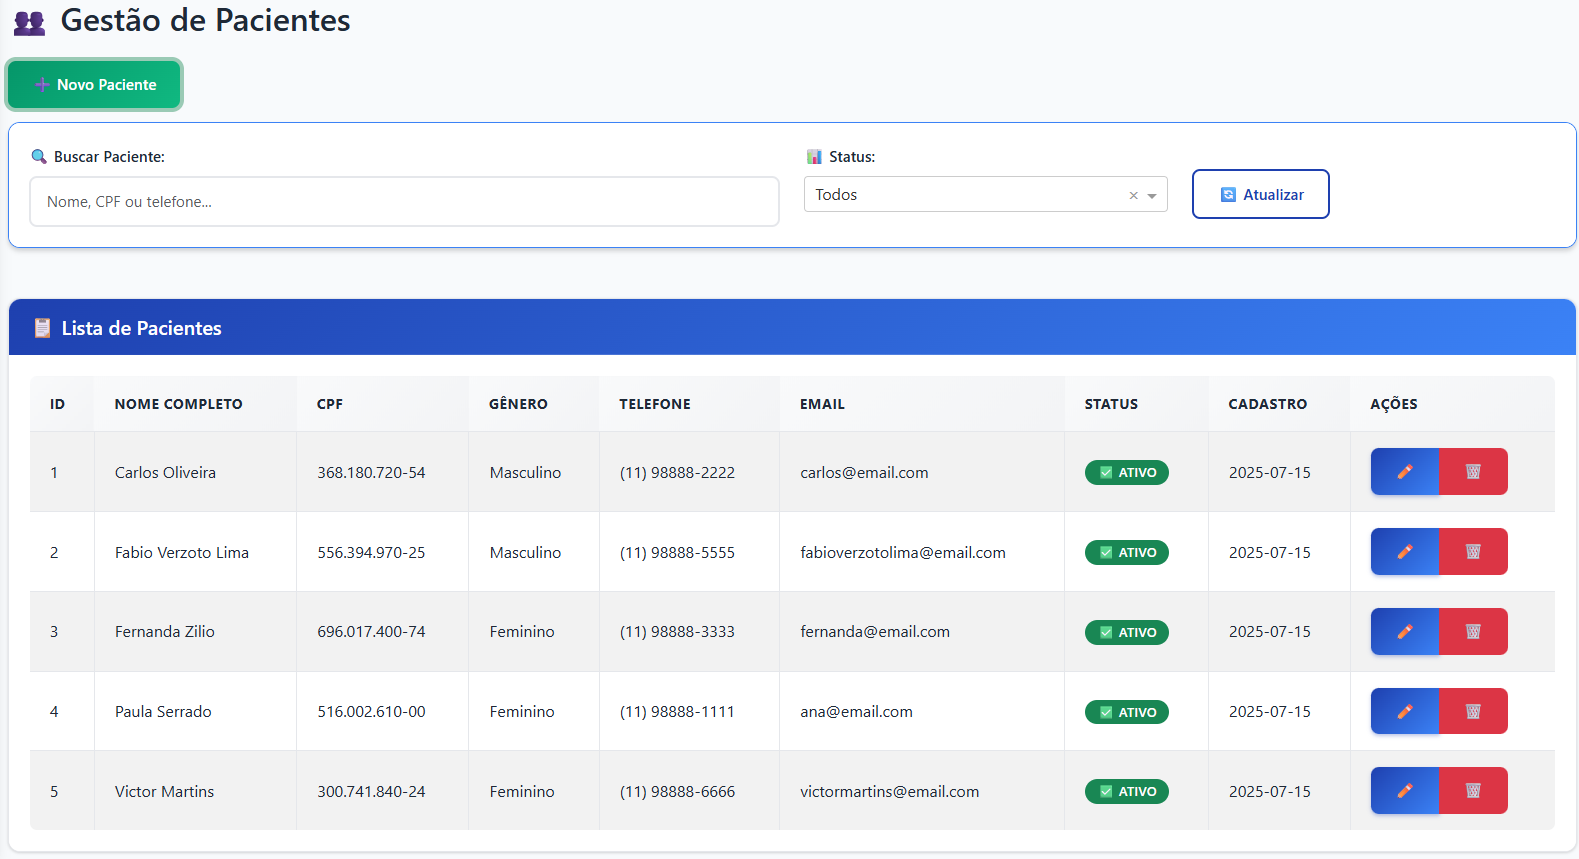 Gestão de Pacientes
Novo Paciente
Buscar Paciente:
Status:
Nome, CPF ou telefone...
Todos
Atualizar
Lista de Pacientes
ID NOME COMPLETO CPF GÊNERO TELEFONE EMAIL STATUS CADASTRO AÇÕES
1 Carlos Oliveira 368.180.720-54 Masculino (11) 98888-2222 carlos@email.com ATIVO 2025-07-15
2 Fabio Verzoto Lima 556.394.970-25 Masculino (11) 98888-5555 fabioverzotolima@email.com ATIVO 2025-07-15
3 Fernanda Zilio 696.017.400-74 Feminino (11) 98888-3333 fernanda@email.com ATIVO 2025-07-15
4 Paula Serrado 516.002.610-00 Feminino (11) 98888-1111 ana@email.com ATIVO 2025-07-15
5 Victor Martins 300.741.840-24 Feminino (11) 98888-6666 victormartins@email.com ATIVO 2025-07-15